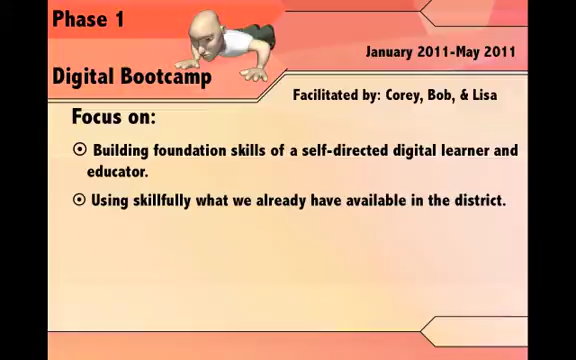 Phase 1
January 2011-May 2011
Digital Bootcamp
Facilitated by: Corey, Bob, & Lisa
Focus on:
Building foundation skills of a self-directed digital learner and
educator.
Using skillfully what we already have available in the district.